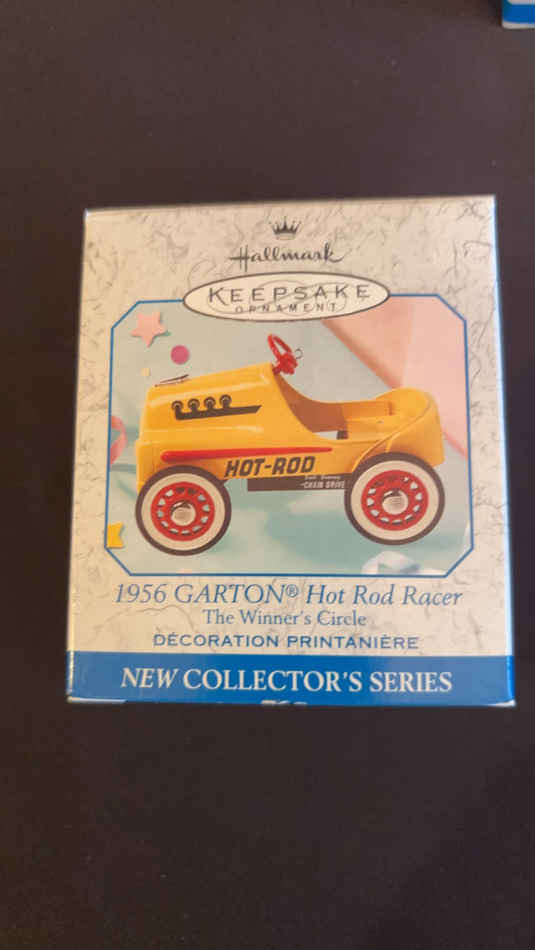 Hallmark
KEEPSAKE
ORNAMENT
HOT-ROD
CHAIN DRIVE
1956 GARTON® Hot Rod Racer
The Winner's Circle
DÉCORATION PRINTANIÈRE
NEW COLLECTOR'S SERIES